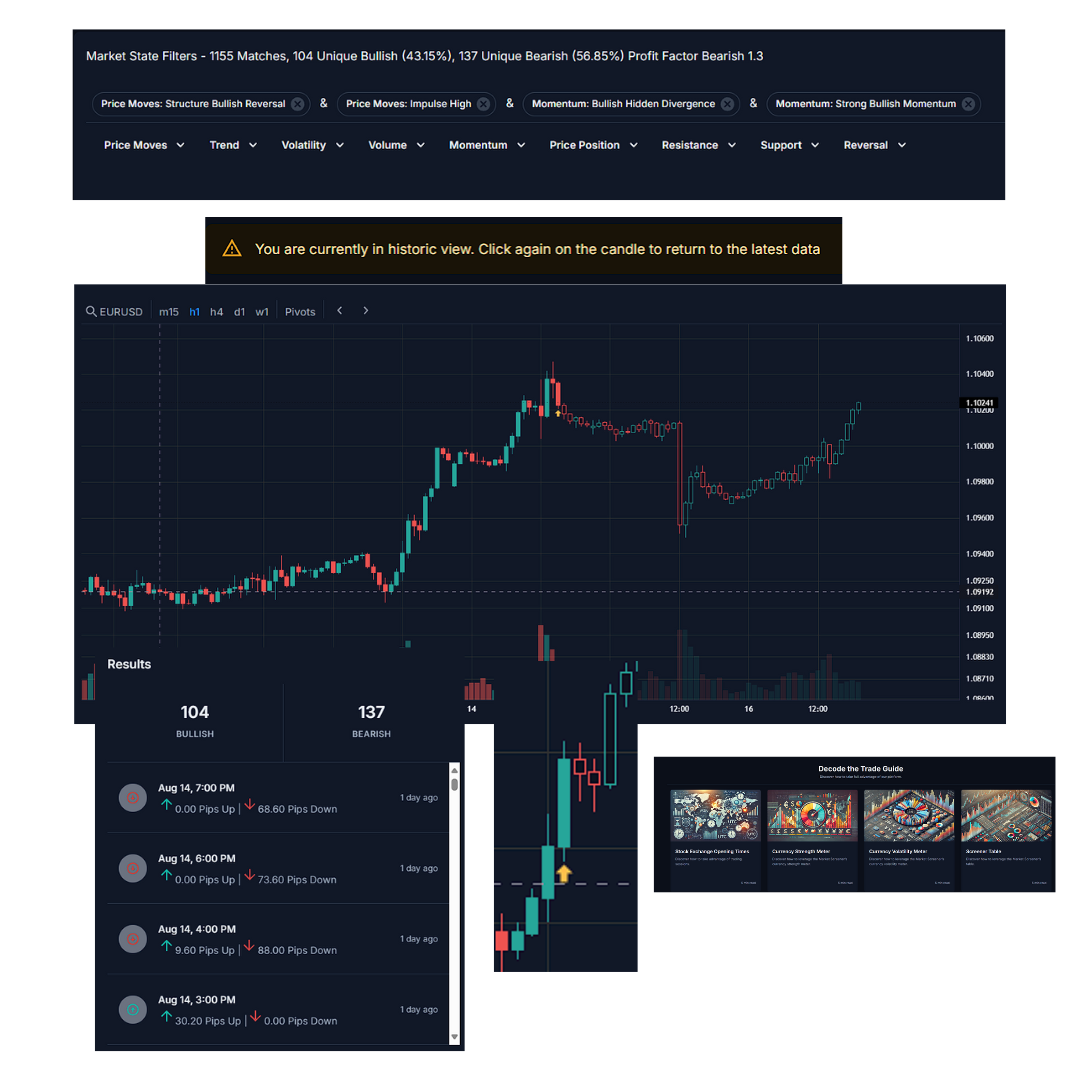 Market State Filters - 1155 Matches, 104 Unique Bullish (43.15%), 137 Unique Bearish (56.85%) Profit Factor Bearish 1.3
Price Moves: Structure Bullish Reversal & Price Moves: Impulse High & Momentum: Bullish Hidden Divergence & Momentum: Strong Bullish Momentum
Price Moves Trend Volatility Volume Momentum Price Position Resistance Support Reversal
You are currently in historic view. Click again on the candle to return to the latest data
EURUSD m15 h1 h4 d1 w1 Pivots
1.10600
1.10400
1.10241
1.10200
1.10000
1.09800
1.09600
1.09400
1.09250
1.09192
1.09100
1.08950
1.08830
1.08710
1.08600
14 12:00 16 12:00
Results
104 137
BULLISH BEARISH
Aug 14, 7:00 PM
0.00 Pips Up | 68.60 Pips Down
1 day ago
Aug 14, 6:00 PM
0.00 Pips Up | 73.60 Pips Down
1 day ago
Aug 14, 4:00 PM
9.60 Pips Up | 88.00 Pips Down
1 day ago
Aug 14, 3:00 PM
30.20 Pips Up | 0.00 Pips Down
1 day ago
Decode the Trade Guide
Stock Exchange Opening Times
Currency Strength Meter
Currency Volatility Meter
Screener Table